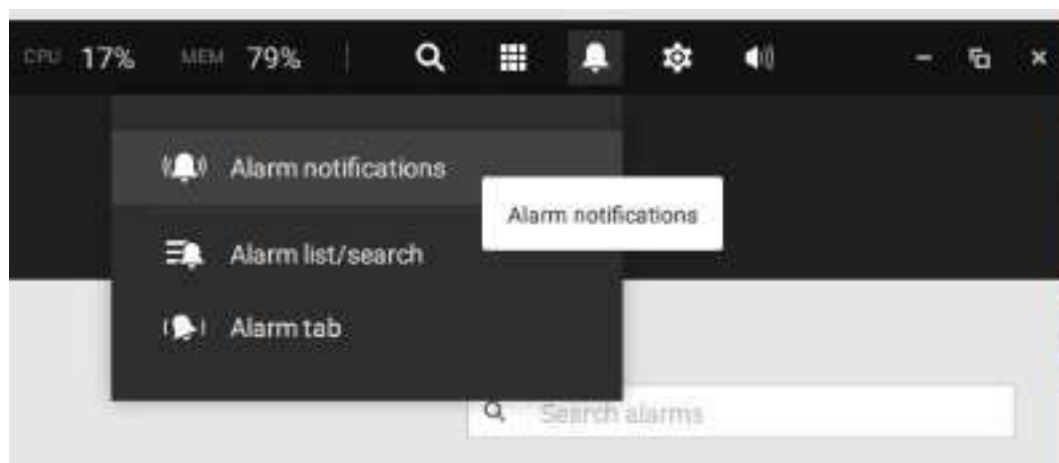 CPU 17% MEM 79%
Alarm notifications
Alarm notifications
Alarm list/search
Alarm tab
Search alarms